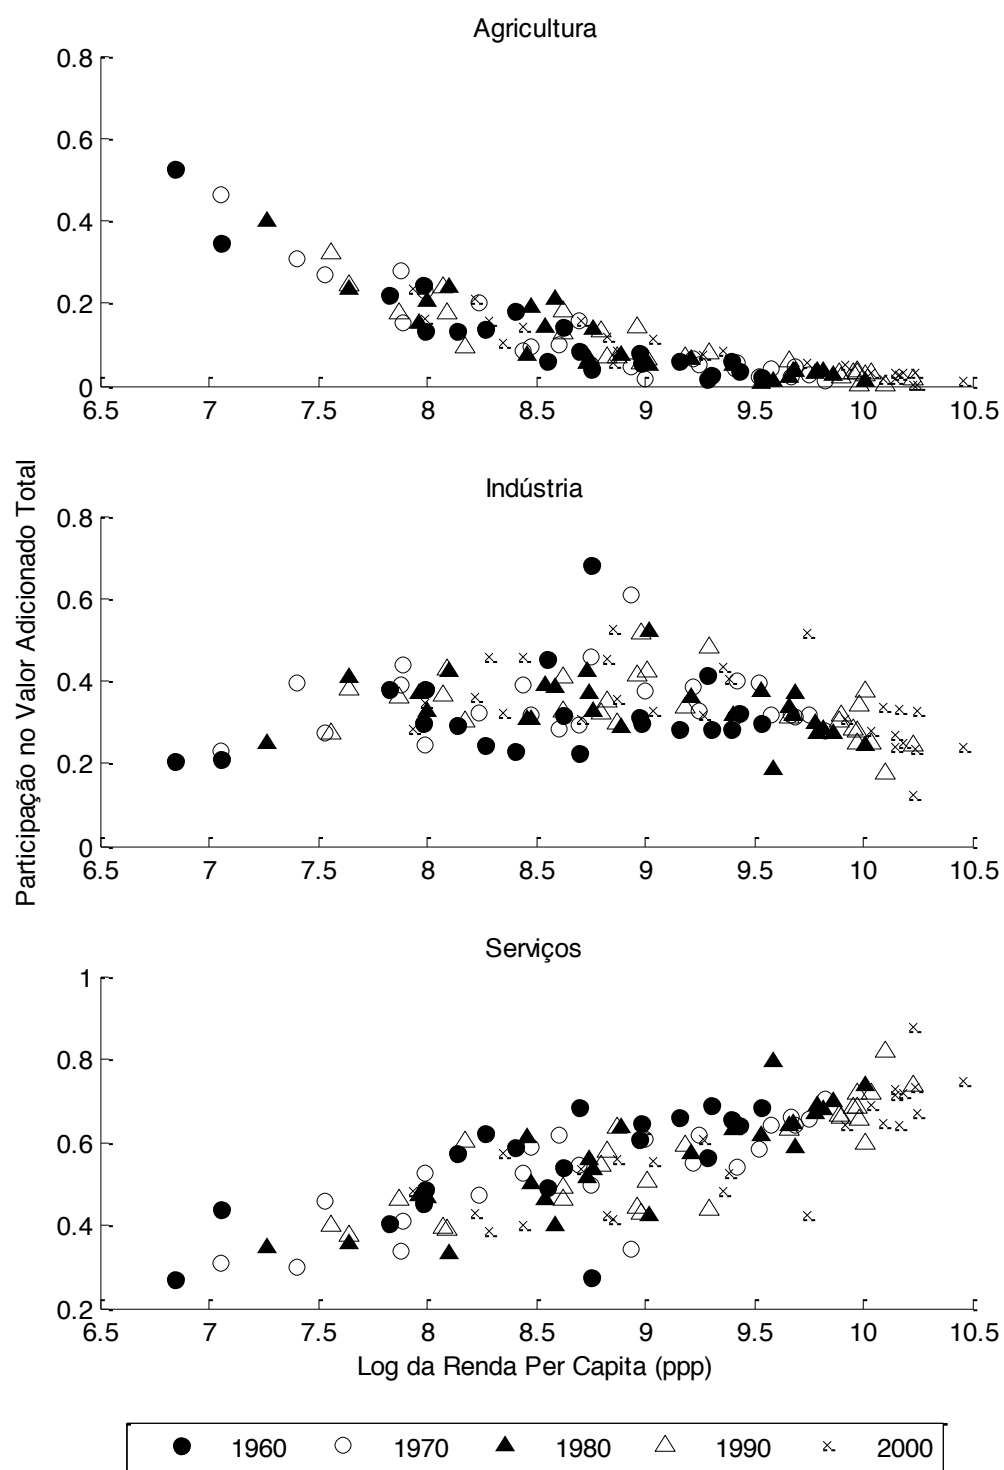 Agricultura
0.8
0.6
0.4
0.2
0
6.5 7 7.5 8 8.5 9 9.5 10 10.5
Participação no Valor Adicionado Total
Indústria
0.8
0.6
0.4
0.2
0
6.5 7 7.5 8 8.5 9 9.5 10 10.5
Serviços
1
0.8
0.6
0.4
0.2
6.5 7 7.5 8 8.5 9 9.5 10 10.5
Log da Renda Per Capita (ppp)
1960 1970 1980 1990 2000